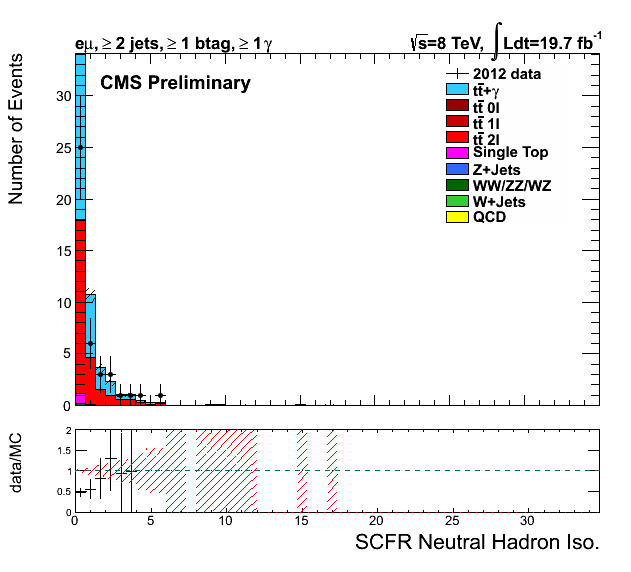 eμ, ≥ 2 jets, ≥ 1 btag, ≥ 1 γ
√s=8 TeV, ∫ Ldt=19.7 fb⁻¹
CMS Preliminary
2012 data
tt̄+γ
tt̄ 0l
tt̄ 1l
tt̄ 2l
Single Top
Z+Jets
WW/ZZ/WZ
W+Jets
QCD
Number of Events
30
25
20
15
10
5
0
data/MC
2
1.5
1
0.5
0
0 5 10 15 20 25 30
SCFR Neutral Hadron Iso.